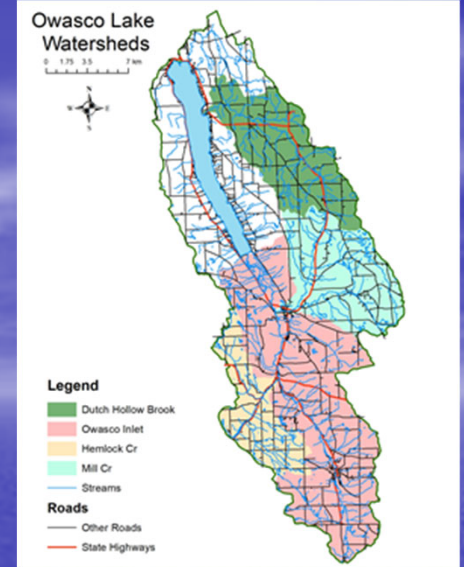 Owasco Lake
Watersheds
0 1.75 3.5 7 km
N
W E
S
Legend
Dutch Hollow Brook
Owasco Inlet
Hemlock Cr
Mill Cr
Streams
Roads
Other Roads
State Highways